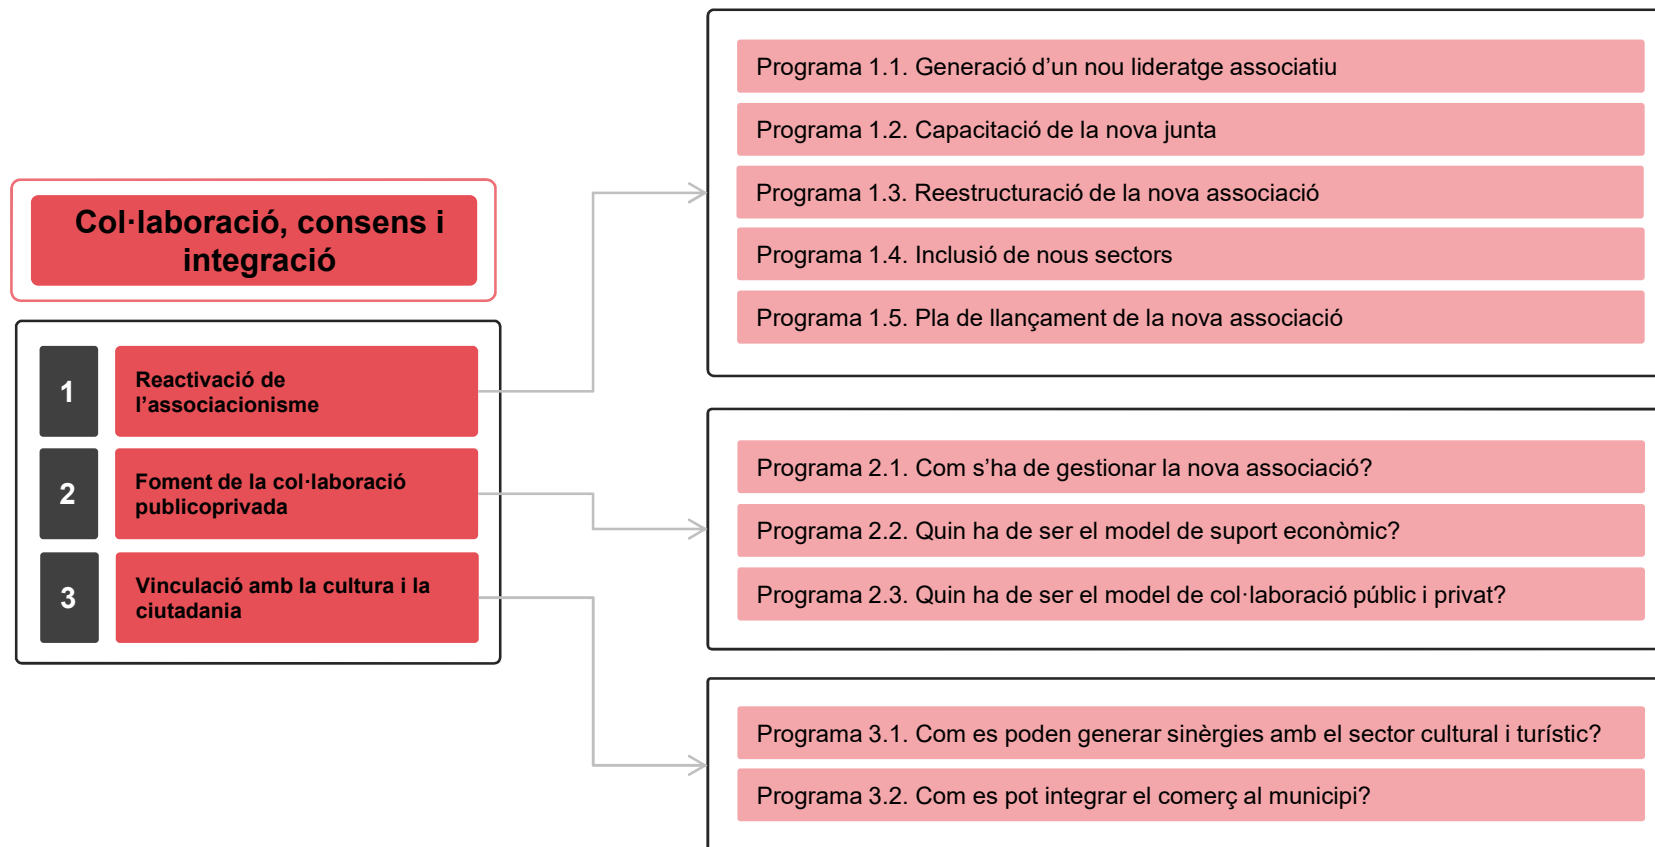 Col·laboració, consens i
integració
1
Reactivació de
l'associacionisme
2
Foment de la col·laboració
publicoprivada
3
Vinculació amb la cultura i la
ciutadania
Programa 1.1. Generació d'un nou lideratge associatiu
Programa 1.2. Capacitació de la nova junta
Programa 1.3. Reestructuració de la nova associació
Programa 1.4. Inclusió de nous sectors
Programa 1.5. Pla de llançament de la nova associació
Programa 2.1. Com s'ha de gestionar la nova associació?
Programa 2.2. Quin ha de ser el model de suport econòmic?
Programa 2.3. Quin ha de ser el model de col·laboració públic i privat?
Programa 3.1. Com es poden generar sinèrgies amb el sector cultural i turístic?
Programa 3.2. Com es pot integrar el comerç al municipi?